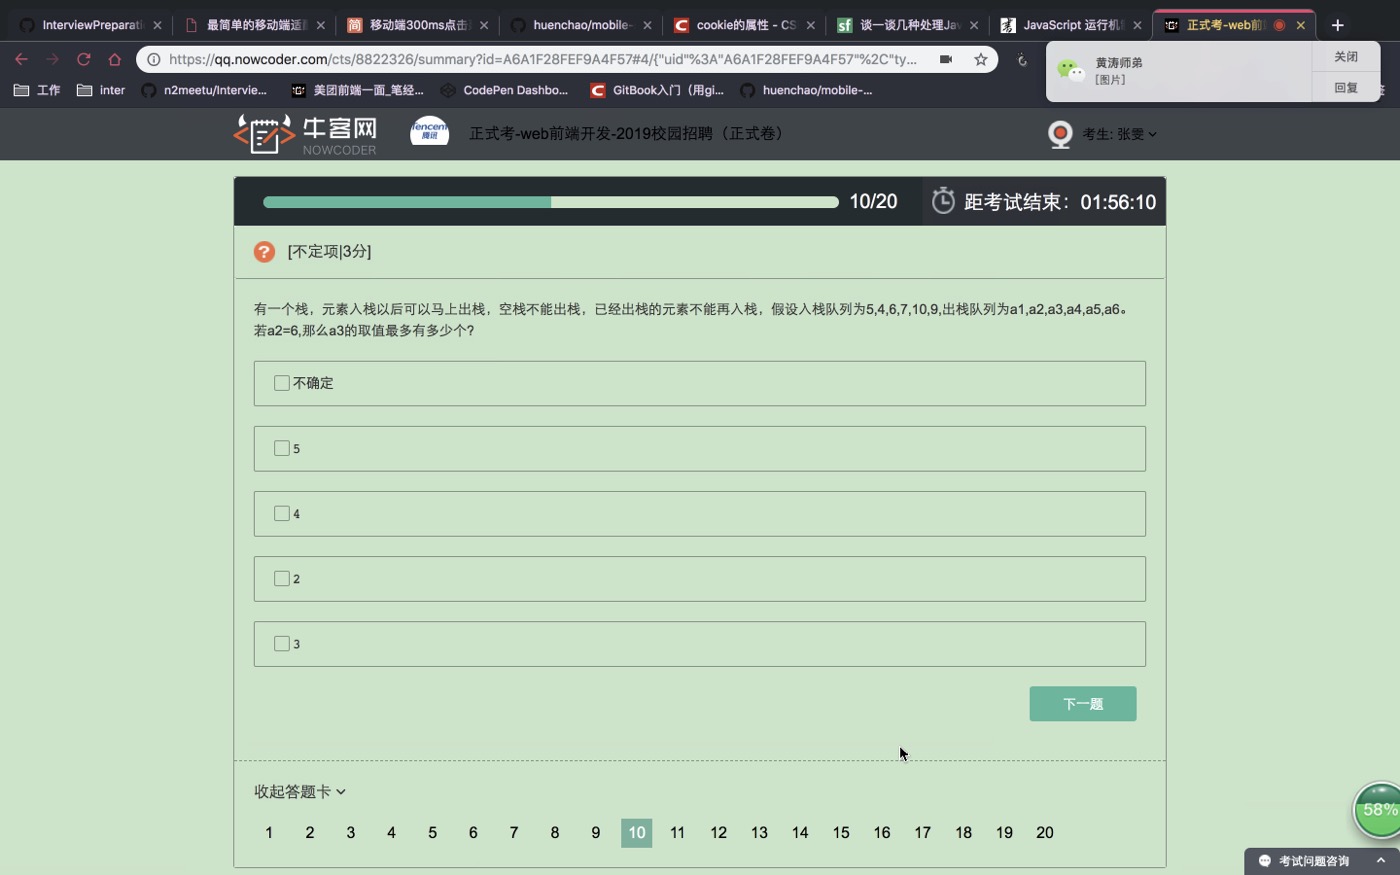 InterviewPreparati
最简单的移动端适
移动端300ms点击
huenchao/mobile-
cookie的属性 - CS
谈一谈几种处理Jav
JavaScript 运行机
正式考-web前
https://qq.nowcoder.com/cts/8822326/summary?id=A6A1F28FEF9A4F57#4/{"uid"%3A"A6A1F28FEF9A4F57"%2C"ty...
黄涛师弟
[图片]
关闭
回复
工作
inter
n2meetu/Intervie...
美团前端一面_笔经...
CodePen Dashbo...
GitBook入门（用gi...
huenchao/mobile-...
牛客网
NOWCODER
Tencent
腾讯
正式考-web前端开发-2019校园招聘（正式卷）
考生: 张雯
10/20
距考试结束：01:56:10
[不定项|3分]
有一个栈，元素入栈以后可以马上出栈，空栈不能出栈，已经出栈的元素不能再入栈，假设入栈队列为5,4,6,7,10,9,出栈队列为a1,a2,a3,a4,a5,a6。
若a2=6,那么a3的取值最多有多少个?
不确定
5
4
2
3
下一题
收起答题卡
1 2 3 4 5 6 7 8 9 10 11 12 13 14 15 16 17 18 19 20
58%
考试问题咨询